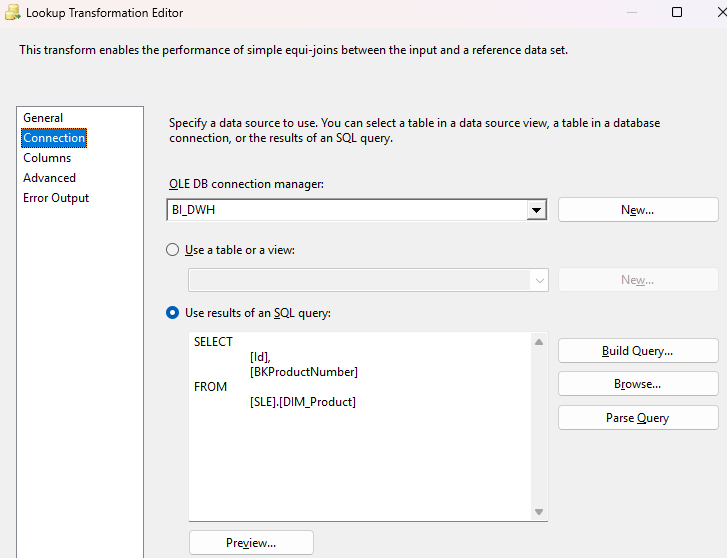 Lookup Transformation Editor
This transform enables the performance of simple equi-joins between the input and a reference data set.
General
Connection
Columns
Advanced
Error Output
Specify a data source to use. You can select a table in a data source view, a table in a database
connection, or the results of an SQL query.
OLE DB connection manager:
BI_DWH
New...
Use a table or a view:
New...
Use results of an SQL query:
SELECT
[Id],
[BKProductNumber]
FROM
[SLE].[DIM_Product]
Build Query...
Browse...
Parse Query
Preview...